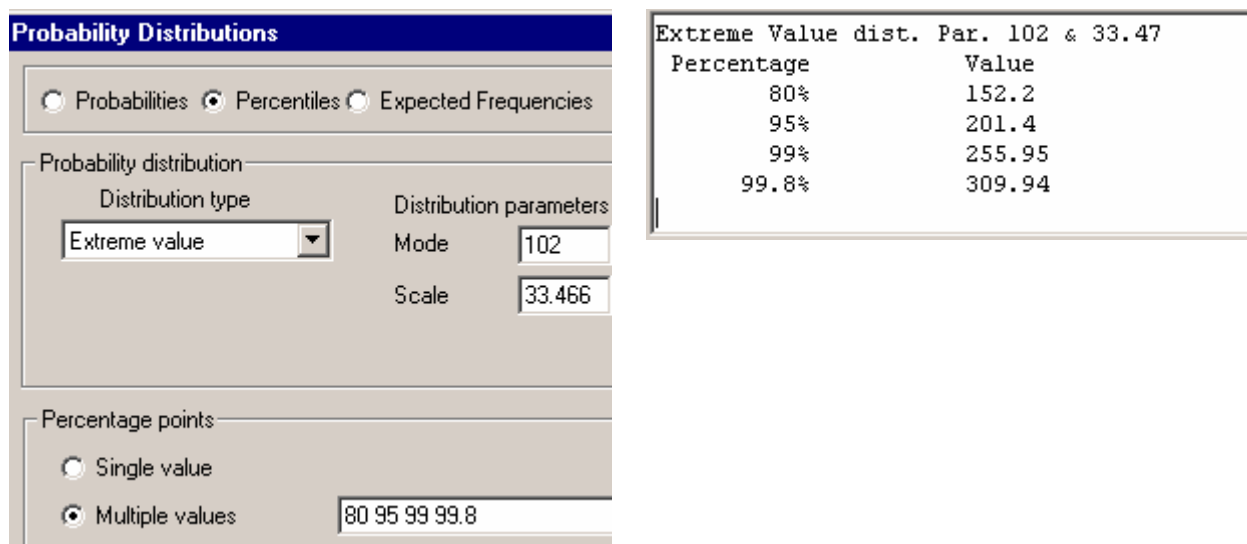 Probability Distributions
Probabilities Percentiles Expected Frequencies
Probability distribution
Distribution type
Extreme value
Distribution parameters
Mode 102
Scale 33.466
Percentage points
Single value
Multiple values 80 95 99 99.8
Extreme Value dist. Par. 102 & 33.47
Percentage Value
80% 152.2
95% 201.4
99% 255.95
99.8% 309.94